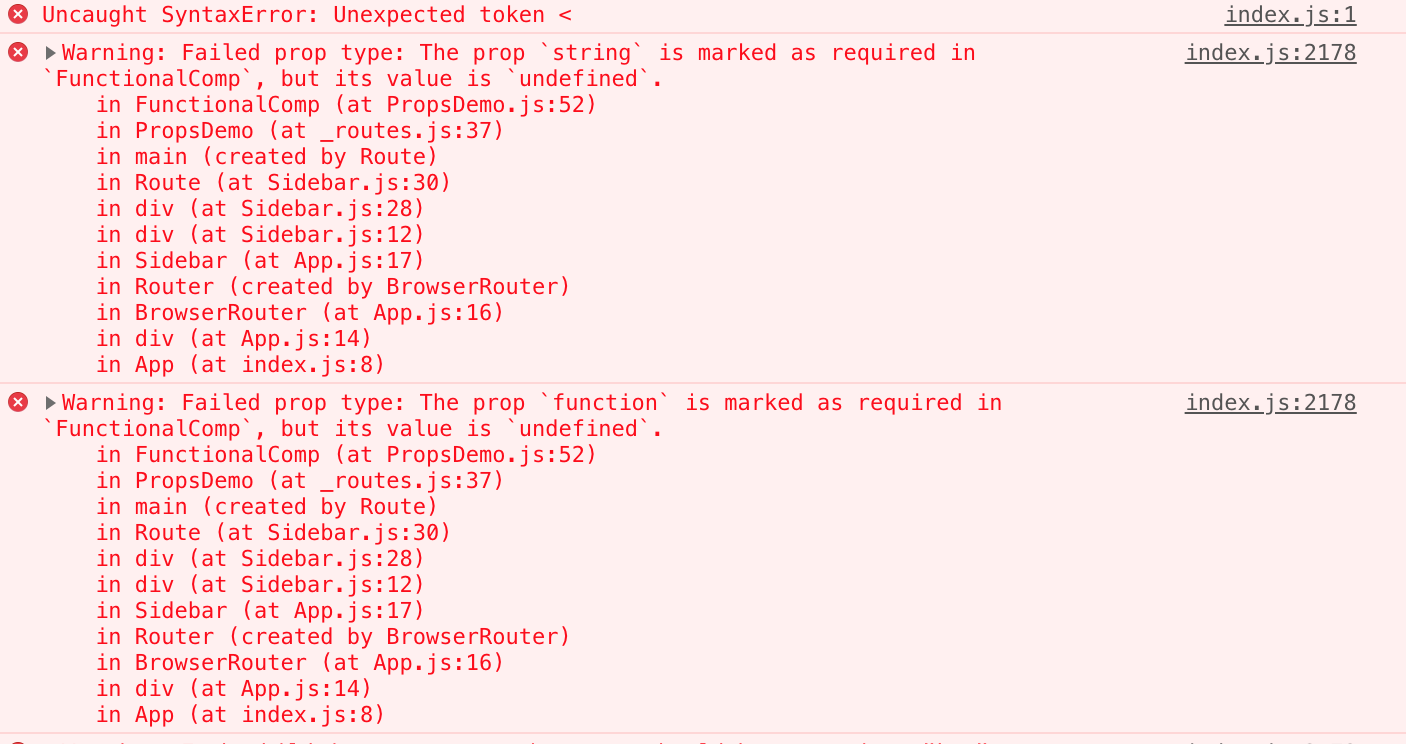 Uncaught SyntaxError: Unexpected token < index.js:1
▶Warning: Failed prop type: The prop `string` is marked as required in index.js:2178
`FunctionalComp`, but its value is `undefined`.
in FunctionalComp (at PropsDemo.js:52)
in PropsDemo (at _routes.js:37)
in main (created by Route)
in Route (at Sidebar.js:30)
in div (at Sidebar.js:28)
in div (at Sidebar.js:12)
in Sidebar (at App.js:17)
in Router (created by BrowserRouter)
in BrowserRouter (at App.js:16)
in div (at App.js:14)
in App (at index.js:8)
▶Warning: Failed prop type: The prop `function` is marked as required in index.js:2178
`FunctionalComp`, but its value is `undefined`.
in FunctionalComp (at PropsDemo.js:52)
in PropsDemo (at _routes.js:37)
in main (created by Route)
in Route (at Sidebar.js:30)
in div (at Sidebar.js:28)
in div (at Sidebar.js:12)
in Sidebar (at App.js:17)
in Router (created by BrowserRouter)
in BrowserRouter (at App.js:16)
in div (at App.js:14)
in App (at index.js:8)